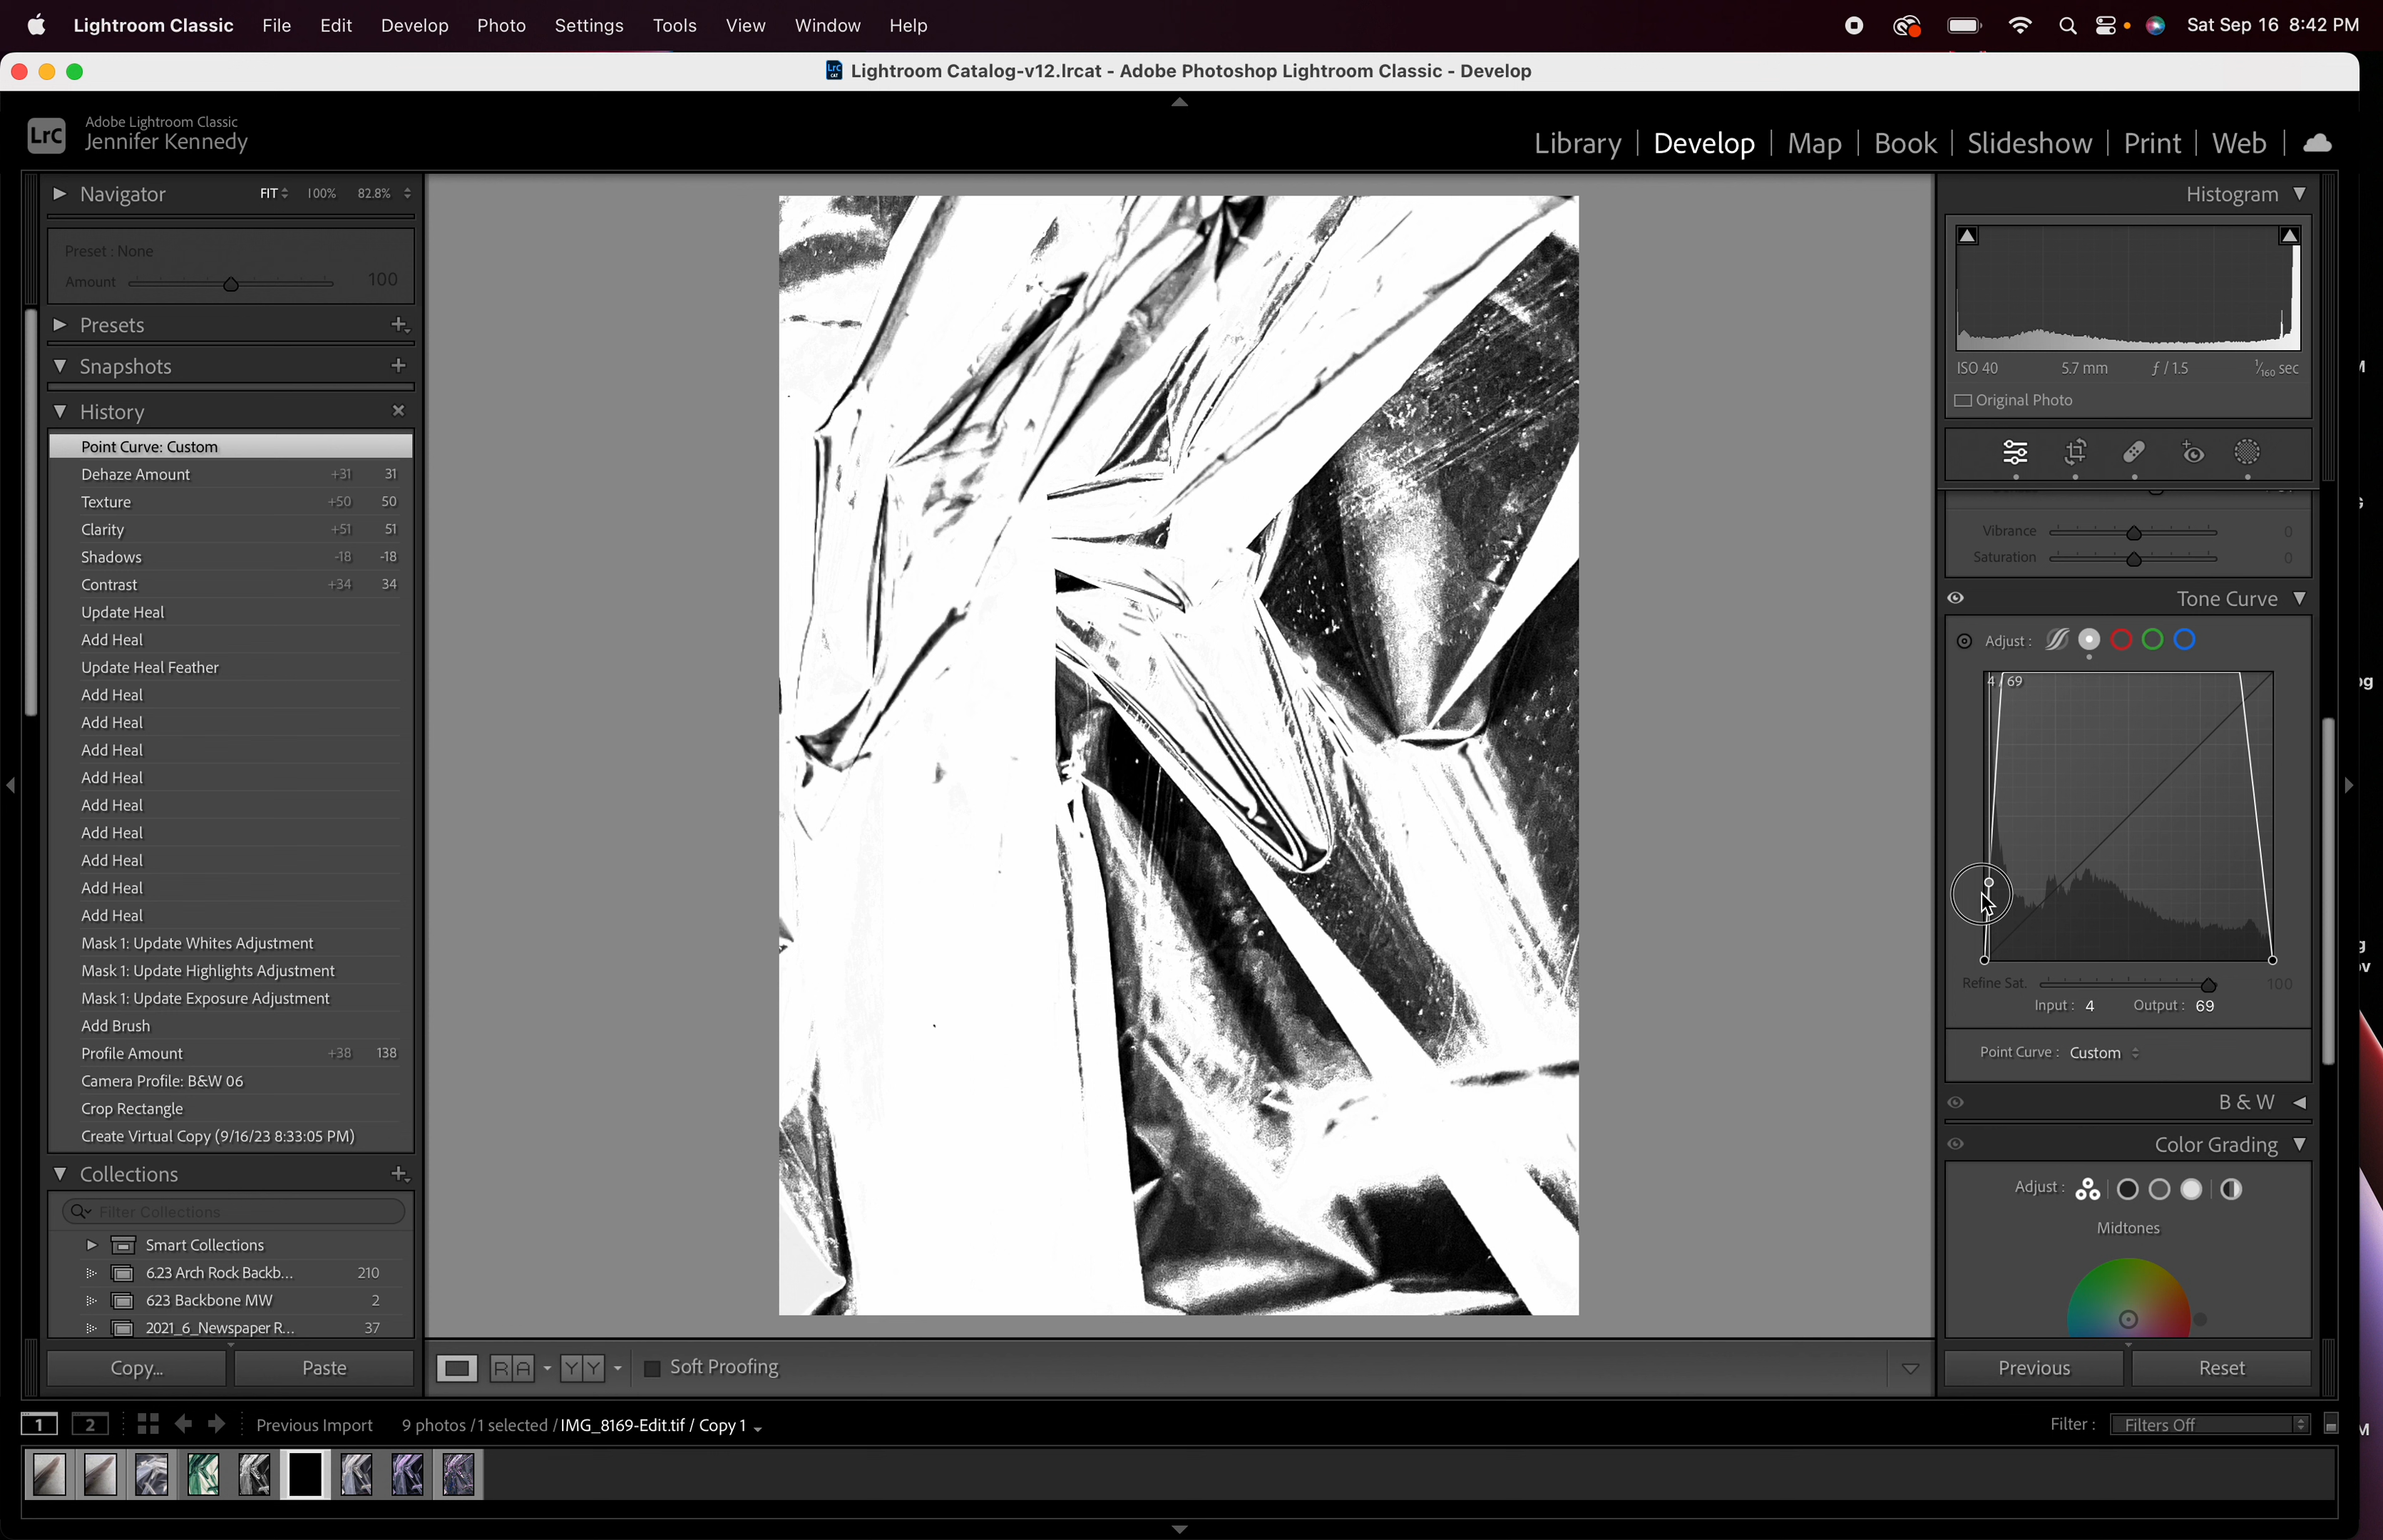 Lightroom Classic File Edit Develop Photo Settings Tools View Window Help Sat Sep 16 8:42 PM
Lightroom Catalog-v12.lrcat - Adobe Photoshop Lightroom Classic - Develop
LrC Adobe Lightroom Classic
Jennifer Kennedy
Library | Develop | Map | Book | Slideshow | Print | Web
Navigator FIT 100% 82.8%
Preset : None
Amount 100
Presets
Snapshots
History
Point Curve: Custom
Dehaze Amount +31 31
Texture +50 50
Clarity +51 51
Shadows -18 -18
Contrast +34 34
Update Heal
Add Heal
Update Heal Feather
Add Heal
Add Heal
Add Heal
Add Heal
Add Heal
Add Heal
Add Heal
Add Heal
Add Heal
Mask 1: Update Whites Adjustment
Mask 1: Update Highlights Adjustment
Mask 1: Update Exposure Adjustment
Add Brush
Profile Amount +38 138
Camera Profile: B&W 06
Crop Rectangle
Create Virtual Copy (9/16/23 8:33:05 PM)
Collections
Filter Collections
Smart Collections
6.23 Arch Rock Backb... 210
623 Backbone MW 2
2021_6_Newspaper R... 37
Copy... Paste
R A Y Y Soft Proofing
Histogram
ISO 40 5.7 mm ƒ / 1.5 1/160 sec
Original Photo
Vibrance 0
Saturation 0
Tone Curve
Adjust :
4 / 69
Refine Sat. 100
Input : 4 Output : 69
Point Curve : Custom
B & W
Color Grading
Adjust :
Midtones
Previous Reset
1 2 Previous Import 9 photos / 1 selected / IMG_8169-Edit.tif / Copy 1
Filter : Filters Off